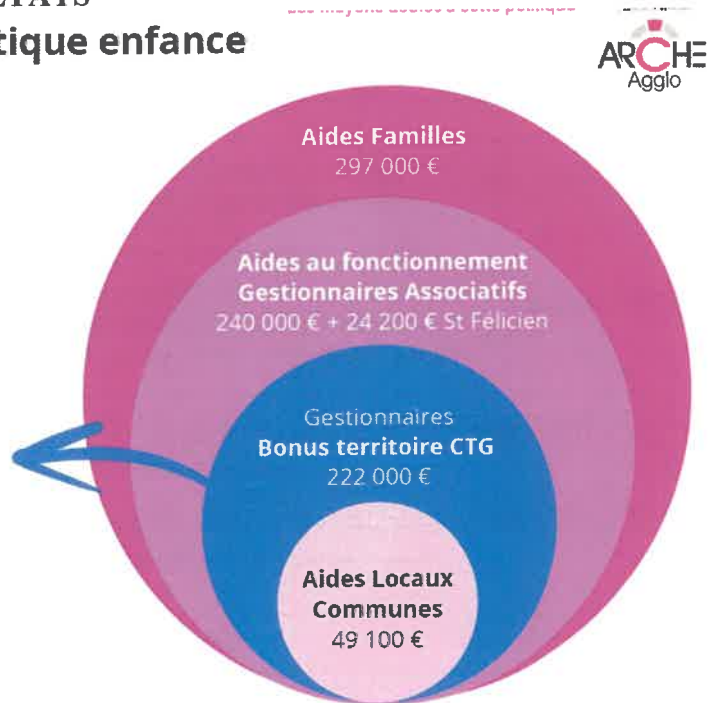 tique enfance
ARCHE
Agglo
Aides Familles
297 000 €
Aides au fonctionnement
Gestionnaires Associatifs
240 000 € + 24 200 € St Félicien
Gestionnaires
Bonus territoire CTG
222 000 €
Aides Locaux
Communes
49 100 €